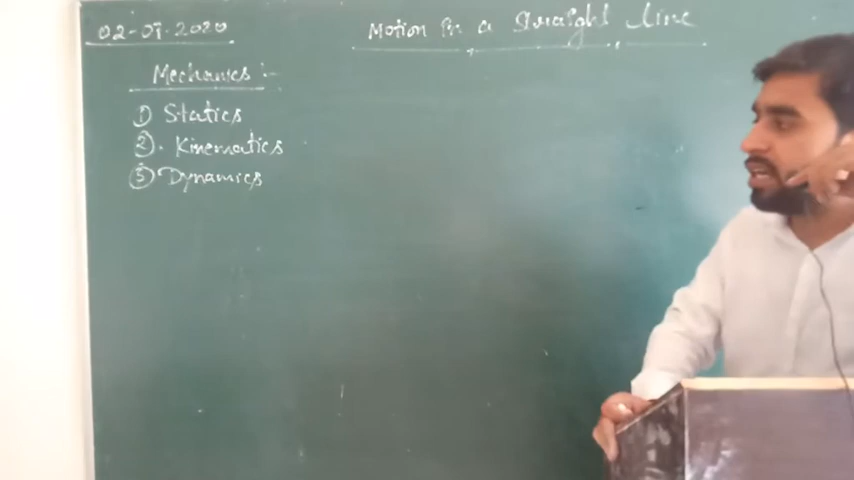 02-07-2020
Motion in a Straight line
Mechanics :-
1) Statics
2). Kinematics
3) Dynamics